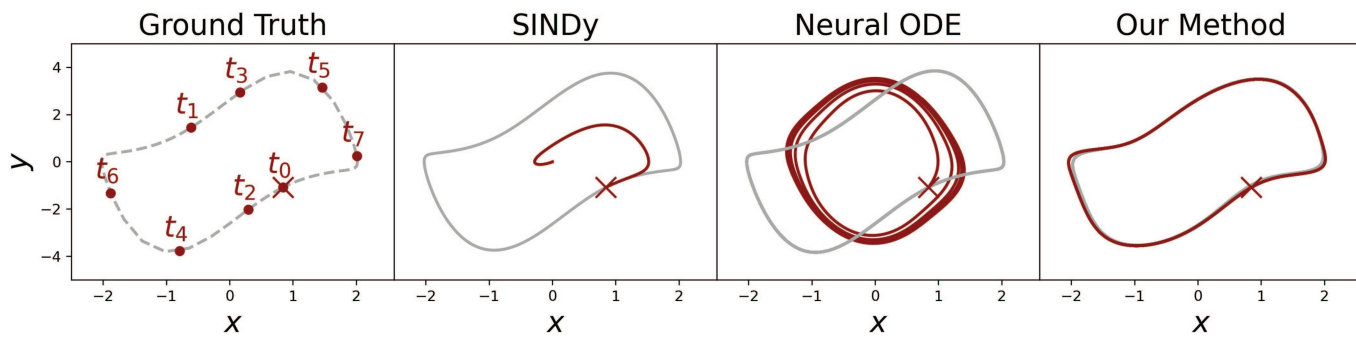 Ground Truth SINDy Neural ODE Our Method
4
2
0
−2
−4
y
t₃
t₅
t₁
t₇
t₆
t₀
t₂
t₄
−2 −1 0 1 2 −2 −1 0 1 2 −2 −1 0 1 2 −2 −1 0 1 2
x x x x